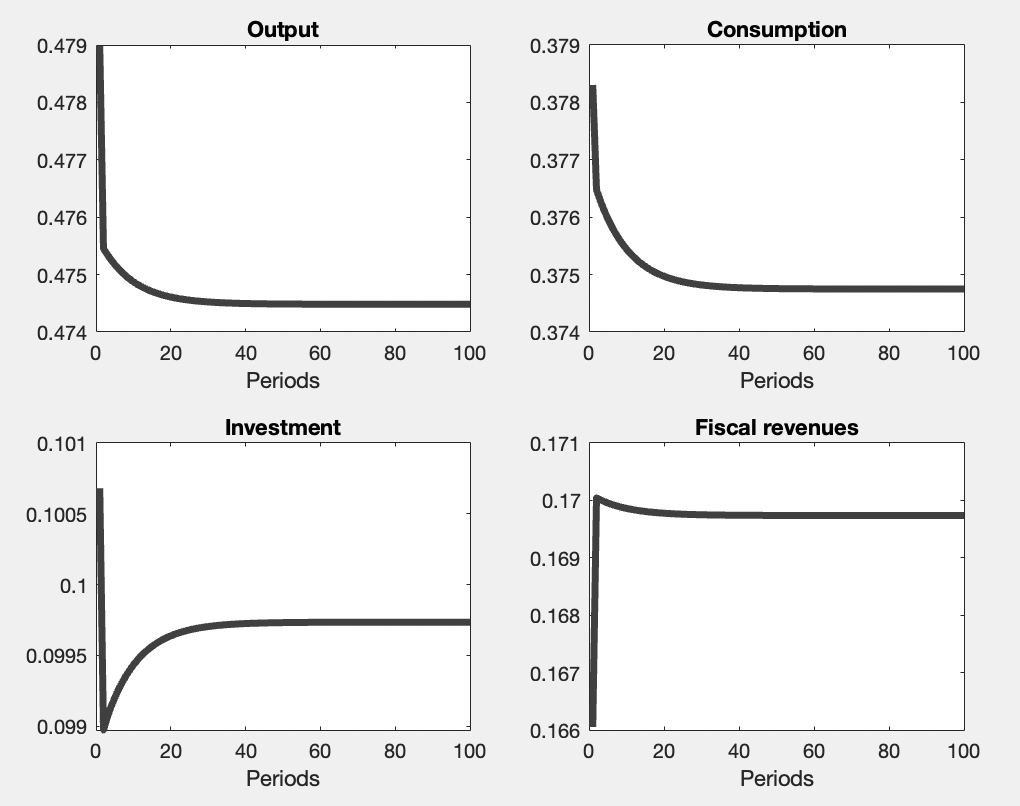 Output
0.479
0.478
0.477
0.476
0.475
0.474
0 20 40 60 80 100
Periods
Consumption
0.379
0.378
0.377
0.376
0.375
0.374
0 20 40 60 80 100
Periods
Investment
0.101
0.1005
0.1
0.0995
0.099
0 20 40 60 80 100
Periods
Fiscal revenues
0.171
0.17
0.169
0.168
0.167
0.166
0 20 40 60 80 100
Periods